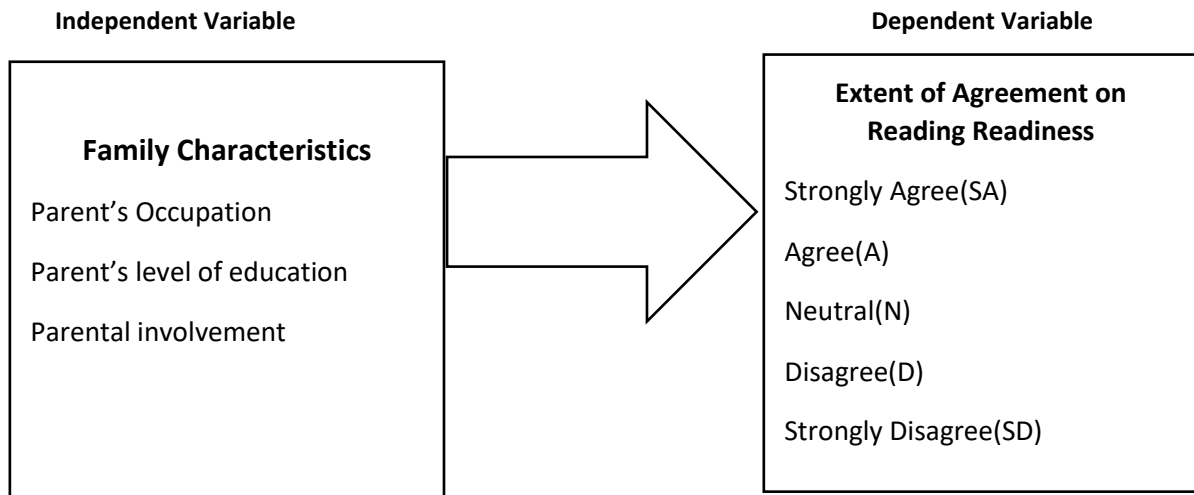 Independent Variable
Family Characteristics
Parent’s Occupation
Parent’s level of education
Parental involvement
Dependent Variable
Extent of Agreement on
Reading Readiness
Strongly Agree(SA)
Agree(A)
Neutral(N)
Disagree(D)
Strongly Disagree(SD)